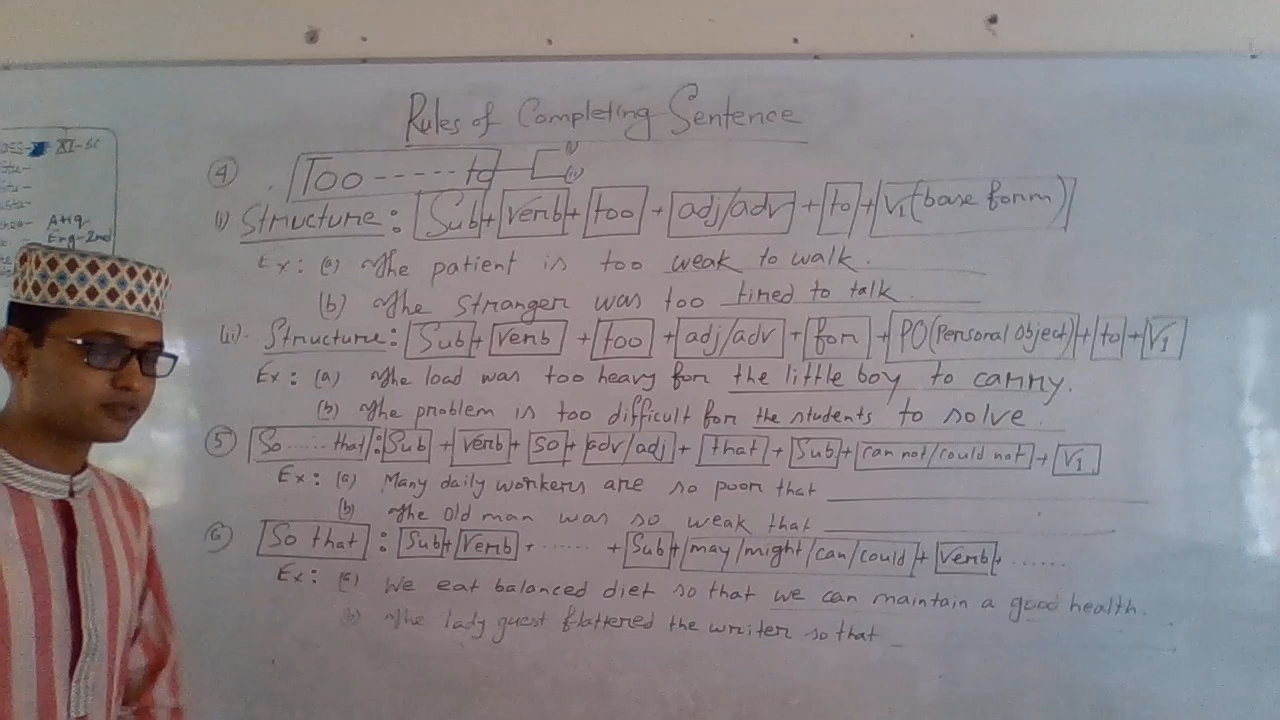 Rules of Completing Sentence
XI-SC
Atiq
Eng-2nd
④ Too ----- to (i) (ii)
(i) Structure: Sub + Verb + too + adj/adv + to + V1 (base form)
Ex: (a) The patient is too weak to walk.
(b) The stranger was too tired to talk.
(ii). Structure: Sub + Verb + too + adj/adv + for + PO (Personal Object) + to + V1
Ex: (a) The load was too heavy for the little boy to carry.
(b) The problem is too difficult for the students to solve.
⑤ So ...... that: Sub + verb + so + adv/adj + that + Sub + can not/could not + V1
Ex: (a) Many daily workers are so poor that ________
(b) The old man was so weak that ________
⑥ So that: Sub + Verb + ...... + Sub + may/might/can/could + verb + ......
Ex: (a) We eat balanced diet so that we can maintain a good health.
(b) The lady guest flattered the writer so that _